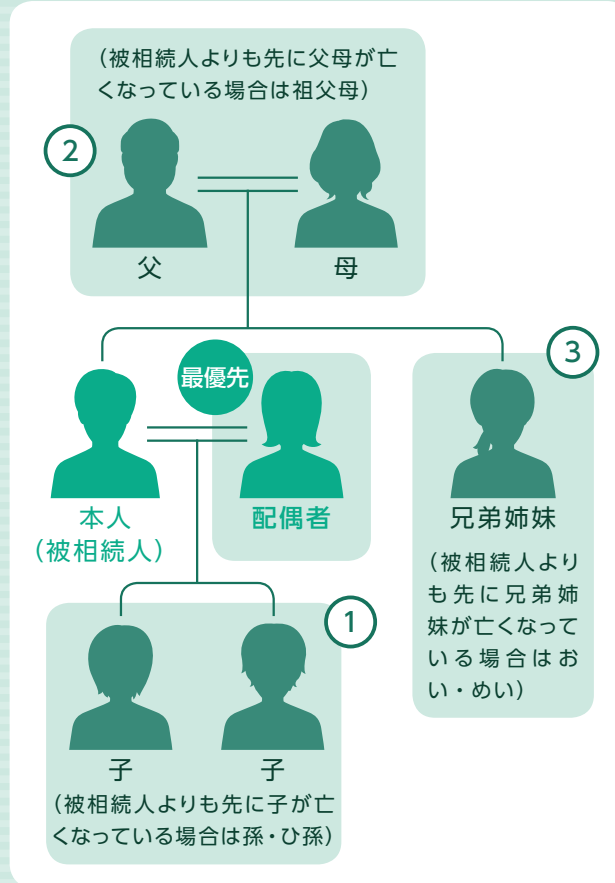 （被相続人よりも先に父母が亡
くなっている場合は祖父母）
2
父
母
最優先
3
本人
（被相続人）
配偶者
兄弟姉妹
（被相続人より
も先に兄弟姉
妹が亡くなって
いる場合はお
い・めい）
1
子
子
（被相続人よりも先に子が亡
くなっている場合は孫・ひ孫）